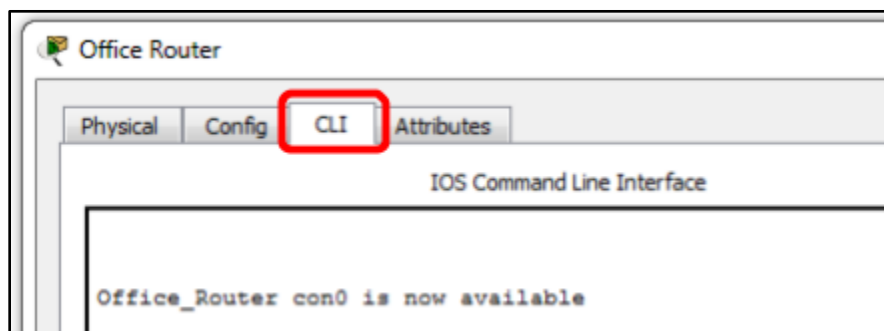 Office Router
Physical Config CLI Attributes
IOS Command Line Interface
Office_Router con0 is now available